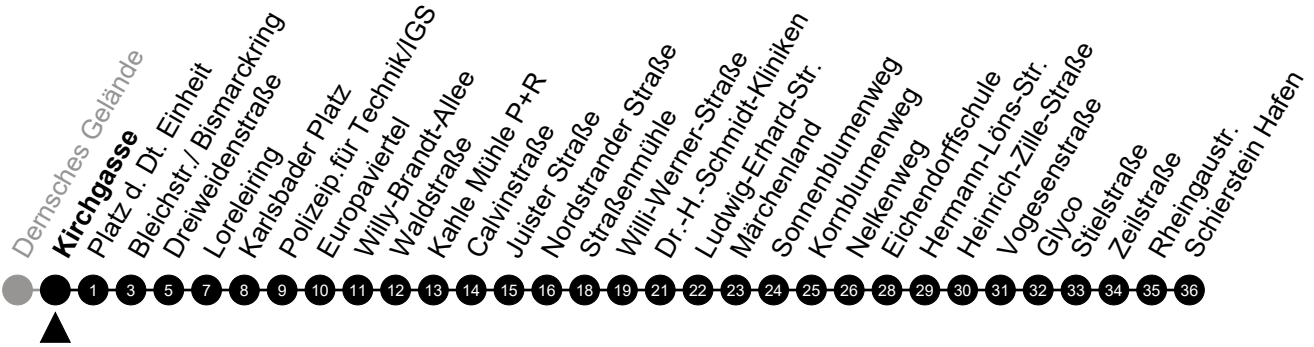 Dernsches Gelände
Kirchgasse
Platz d. Dt. Einheit
Bleichstr./ Bismarckring
Dreiweidenstraße
Loreleiring
Karlsbader Platz
Polizeip.für Technik/IGS
Europaviertel
Willy-Brandt-Allee
Waldstraße
Kahle Mühle P+R
Calvinstraße
Juister Straße
Nordstrander Straße
Straßenmühle
Willi-Werner-Straße
Dr.-H.-Schmidt-Kliniken
Ludwig-Erhard-Str.
Märchenland
Sonnenblumenweg
Kornblumenweg
Nelkenweg
Eichendorffschule
Hermann-Löns-Str.
Heinrich-Zille-Straße
Vogesenstraße
Glyco
Stielstraße
Zeilstraße
Rheingaustr.
Schierstein Hafen
1 3 5 7 8 9 10 11 12 13 14 15 16 18 19 21 22 23 24 25 26 28 29 30 31 32 33 34 35 36